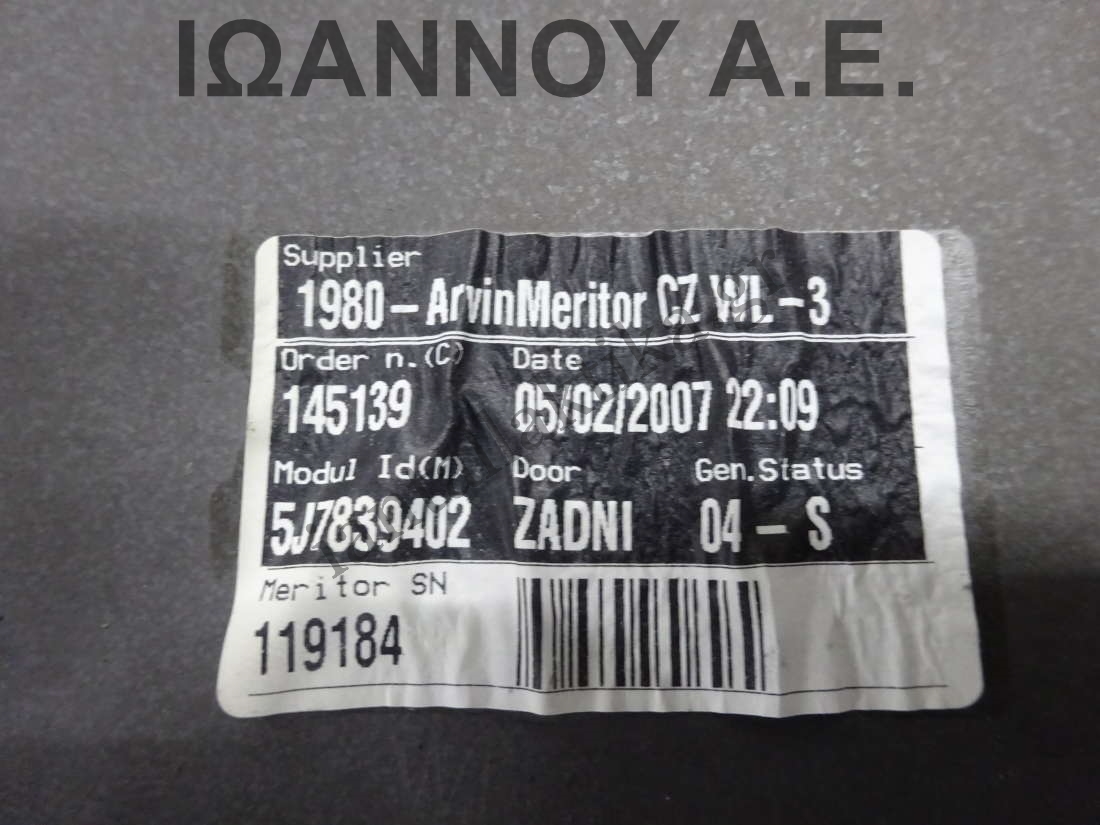 ΙΩΑΝΝΟΥ Α.Ε.
Supplier
1980-ArvinMeritor CZ WL-3
Order n.(C) Date
145139 05/02/2007 22:09
Modul Id(M) Door Gen.Status
5J7839402 ZADNI 04-S
Meritor SN
119184